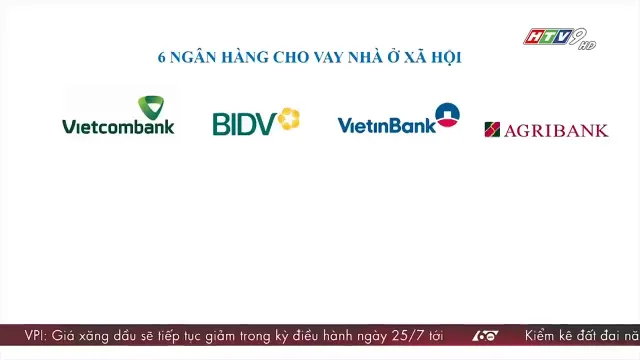 HTV9 HD
6 NGÂN HÀNG CHO VAY NHÀ Ở XÃ HỘI
Vietcombank BIDV VietinBank AGRIBANK
VPI: Giá xăng dầu sẽ tiếp tục giảm trong kỳ điều hành ngày 25/7 tới Kiểm kê đất đai